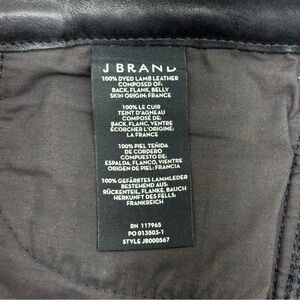 J BRAND
100% DYED LAMB LEATHER
COMPOSED OF:
BACK, FLANK, BELLY
SKIN ORIGIN: FRANCE
100% LE CUIR
TEINT D'AGNEAU
COMPOSÉ DE:
BACK, FLANC, VENTRE
ÉCORCHER L'ORIGINE:
LA FRANCE
100% PIEL TEÑIDA
DE CORDERO
COMPUESTO DE:
ESPALDA, FLANCO, VIENTRE
ORIGEN DE PIEL: FRANCIA
100% GEFÄRBTES LAMMLEDER
BESTEHEND AUS:
RÜCKENTEIL, FLANKE, BAUCH
HERKUNFT DES FELLS:
FRANKREICH
RN 117965
PO 013503-1
STYLE JB000567